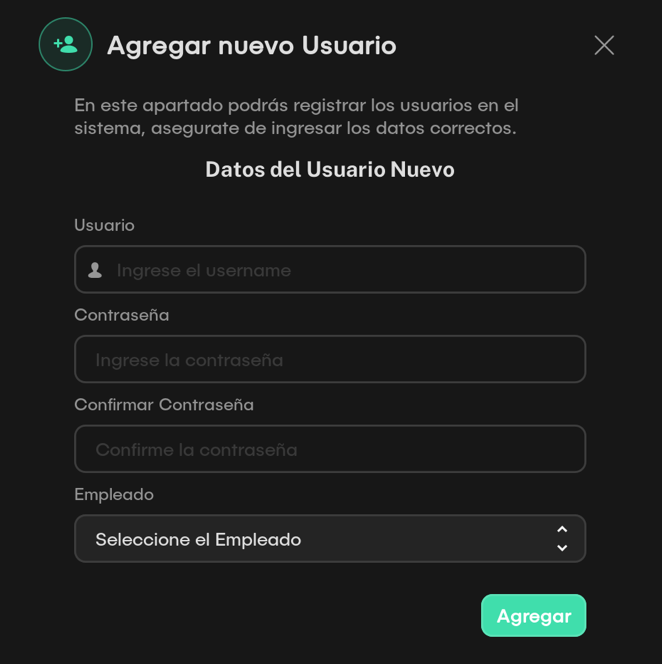 Agregar nuevo Usuario
En este apartado podrás registrar los usuarios en el
sistema, asegurate de ingresar los datos correctos.
Datos del Usuario Nuevo
Usuario
Ingrese el username
Contraseña
Ingrese la contraseña
Confirmar Contraseña
Confirme la contraseña
Empleado
Seleccione el Empleado
Agregar